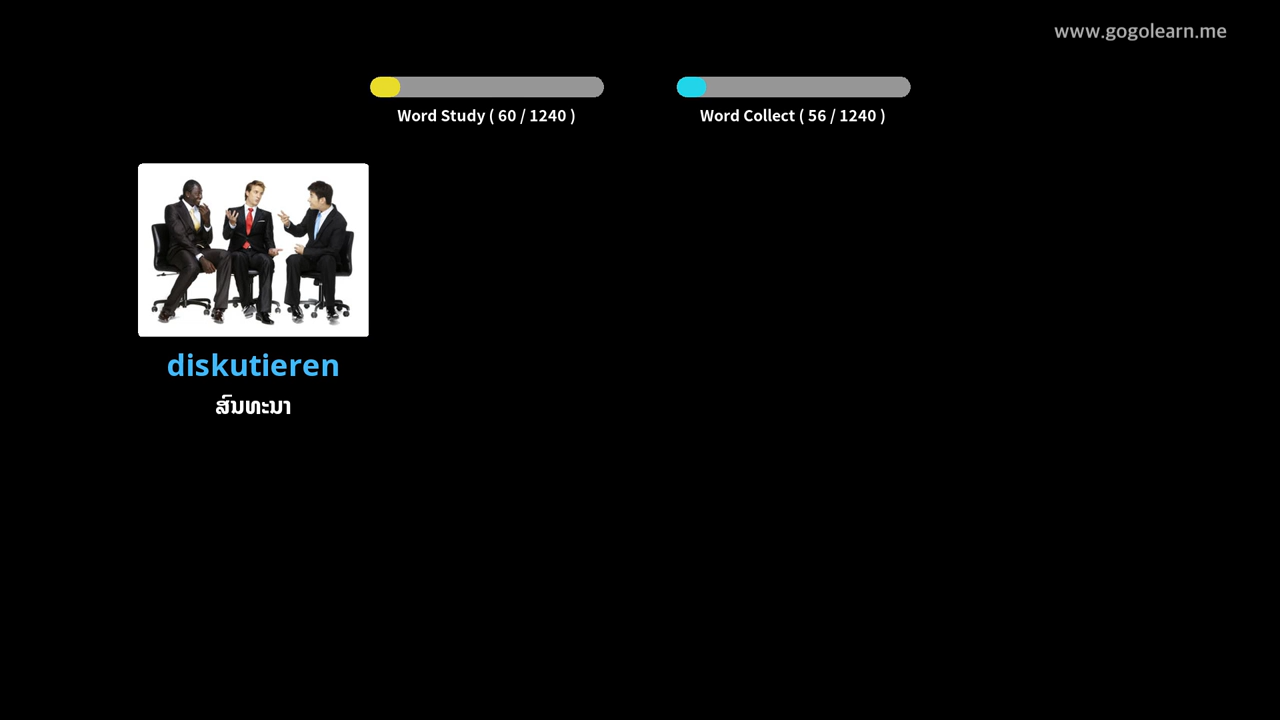 www.gogolearn.me
Word Study ( 60 / 1240 )
Word Collect ( 56 / 1240 )
diskutieren
ສົນທະນາ